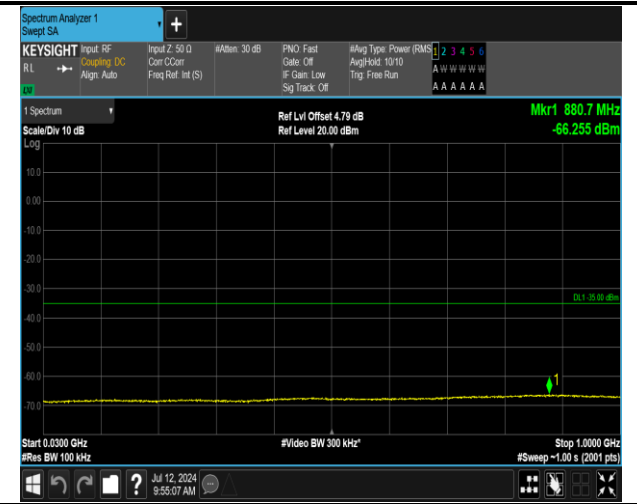 Spectrum Analyzer 1
Swept SA
KEYSIGHT
RL
Input: RF
Coupling: DC
Align: Auto
Input Z: 50 Ω
Corr CCorr
Freq Ref: Int (S)
#Atten: 30 dB
PNO: Fast
Gate: Off
IF Gain: Low
Sig Track: Off
#Avg Type: Power (RMS
Avg|Hold: 10/10
Trig: Free Run
1 2 3 4 5 6
A W W W W W
A A A A A A
1 Spectrum
Scale/Div 10 dB
Ref Lvl Offset 4.79 dB
Ref Level 20.00 dBm
Mkr1 880.7 MHz
-66.255 dBm
Log
10.0
0.00
-10.0
-20.0
-30.0
DL1 -35.00 dBm
-40.0
-50.0
-60.0
1
-70.0
Start 0.0300 GHz
#Res BW 100 kHz
#Video BW 300 kHz*
Stop 1.0000 GHz
#Sweep ~1.00 s (2001 pts)
?
Jul 12, 2024
9:55:07 AM